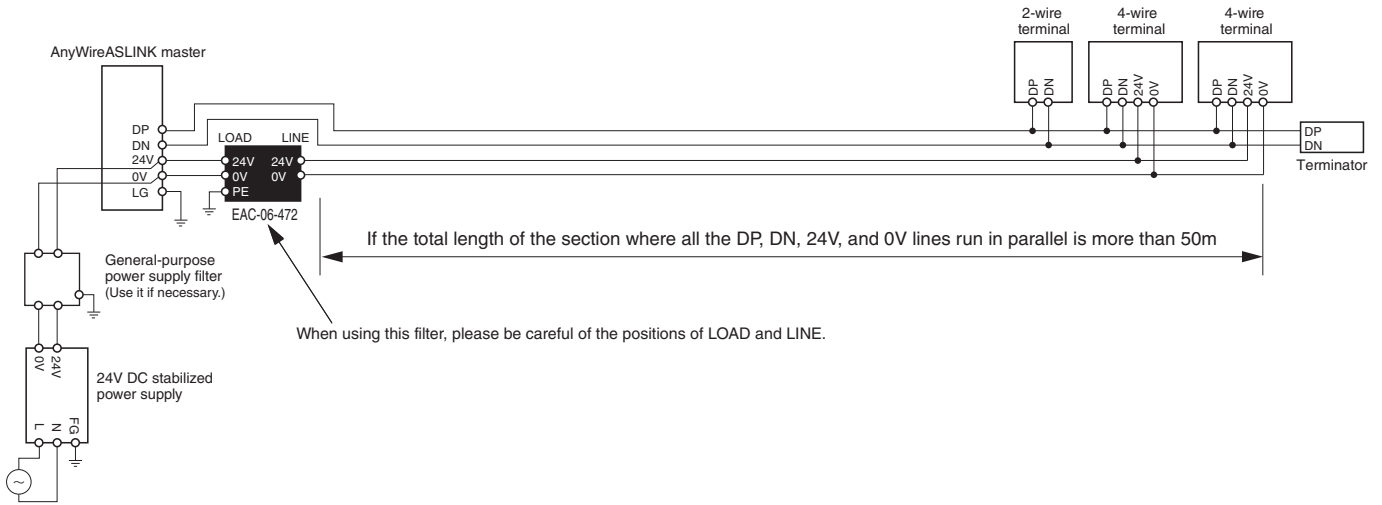 2-wire
terminal
4-wire
terminal
4-wire
terminal
AnyWireASLINK master
DP
DN
24V
0V
DP
DN
24V
0V
DP
DN
DP
DN
24V
0V
LG
LOAD
LINE
24V
0V
PE
24V
0V
EAC-06-472
DP
DN
Terminator
If the total length of the section where all the DP, DN, 24V, and 0V lines run in parallel is more than 50m
General-purpose
power supply filter
(Use it if necessary.)
When using this filter, please be careful of the positions of LOAD and LINE.
0V
24V
24V DC stabilized
power supply
L
N
FG
~